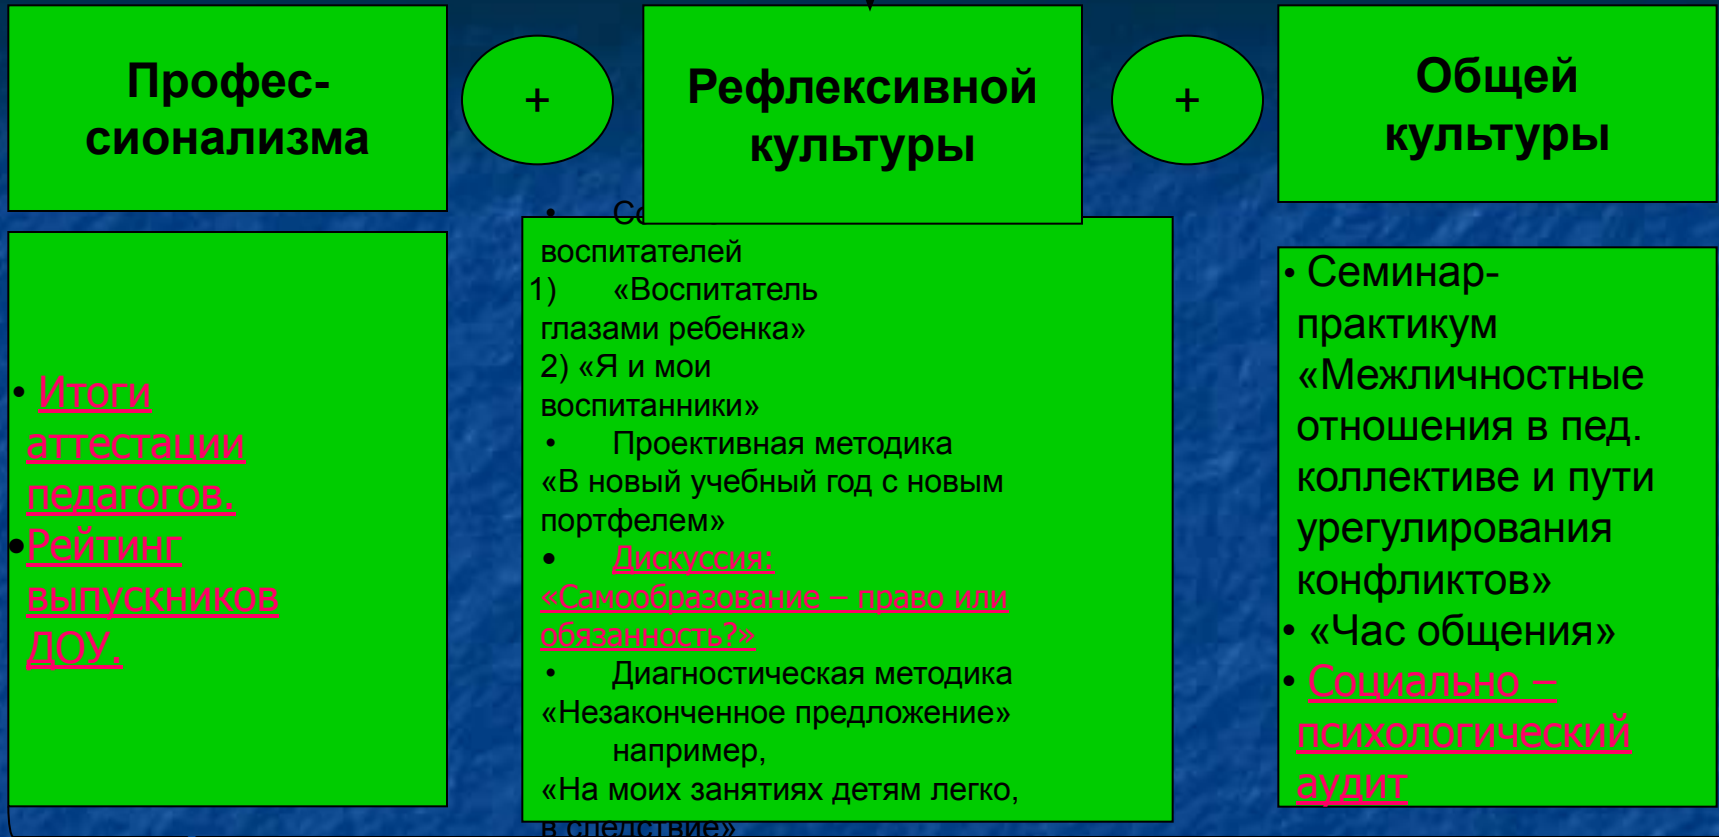 Профес-
сионализма
+
Рефлексивной
культуры
+
Общей
культуры
• Итоги
аттестации
педагогов.
•Рейтинг
выпускников
ДОУ.
•
воспитателей
1) «Воспитатель
глазами ребенка»
2) «Я и мои
воспитанники»
• Проективная методика
«В новый учебный год с новым
портфелем»
• Дискуссия:
«Самообразование – право или
обязанность?»
• Диагностическая методика
«Незаконченное предложение»
например,
«На моих занятиях детям легко,
в следствие»
• Семинар-
практикум
«Межличностные
отношения в пед.
коллективе и пути
урегулирования
конфликтов»
• «Час общения»
• Социально –
психологический
аудит